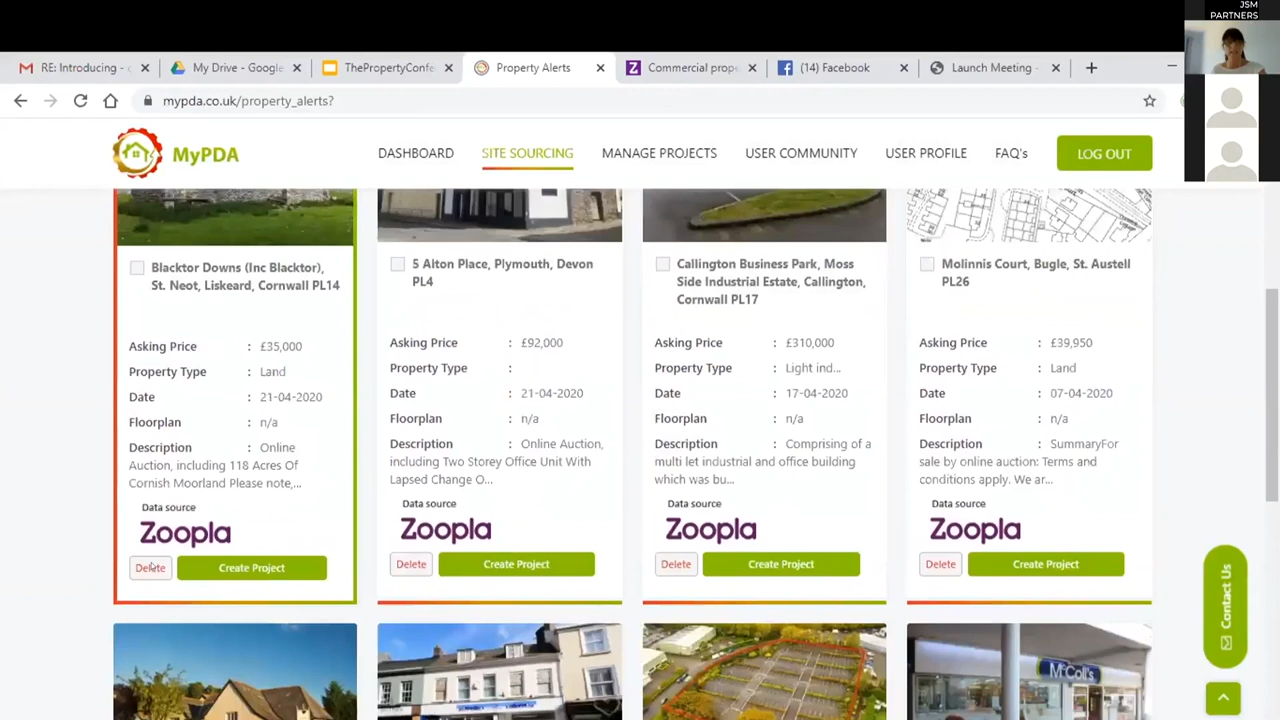 JSM
PARTNERS
RE: Introducing -
My Drive - Google
ThePropertyConfe
Property Alerts
Commercial prope
(14) Facebook
Launch Meeting -
mypda.co.uk/property_alerts?
MyPDA
DASHBOARD
SITE SOURCING
MANAGE PROJECTS
USER COMMUNITY
USER PROFILE
FAQ's
LOG OUT
Blacktor Downs (Inc Blacktor),
St. Neot, Liskeard, Cornwall PL14
Asking Price : £35,000
Property Type : Land
Date : 21-04-2020
Floorplan : n/a
Description : Online
Auction, including 118 Acres Of
Cornish Moorland Please note,...
Data source
Zoopla
Delete
Create Project
5 Alton Place, Plymouth, Devon
PL4
Asking Price : £92,000
Property Type :
Date : 21-04-2020
Floorplan : n/a
Description : Online Auction,
including Two Storey Office Unit With
Lapsed Change O...
Data source
Zoopla
Delete
Create Project
Callington Business Park, Moss
Side Industrial Estate, Callington,
Cornwall PL17
Asking Price : £310,000
Property Type : Light ind...
Date : 17-04-2020
Floorplan : n/a
Description : Comprising of a
multi let industrial and office building
which was bu...
Data source
Zoopla
Delete
Create Project
Molinnis Court, Bugle, St. Austell
PL26
Asking Price : £39,950
Property Type : Land
Date : 07-04-2020
Floorplan : n/a
Description : SummaryFor
sale by online auction: Terms and
conditions apply. We ar...
Data source
Zoopla
Delete
Create Project
McColl's
Contact Us